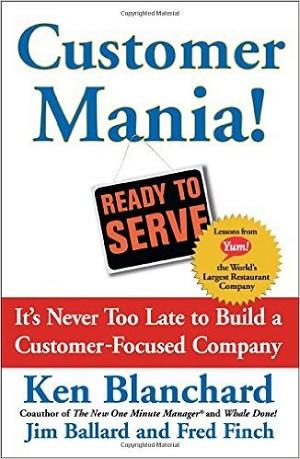 Customer
Mania!
READY TO
SERVE
Lessons from
Yum!
the World's
Largest Restaurant
Company
It's Never Too Late to Build a
Customer-Focused Company
Ken Blanchard
Coauthor of The New One Minute Manager® and Whale Done!
Jim Ballard and Fred Finch